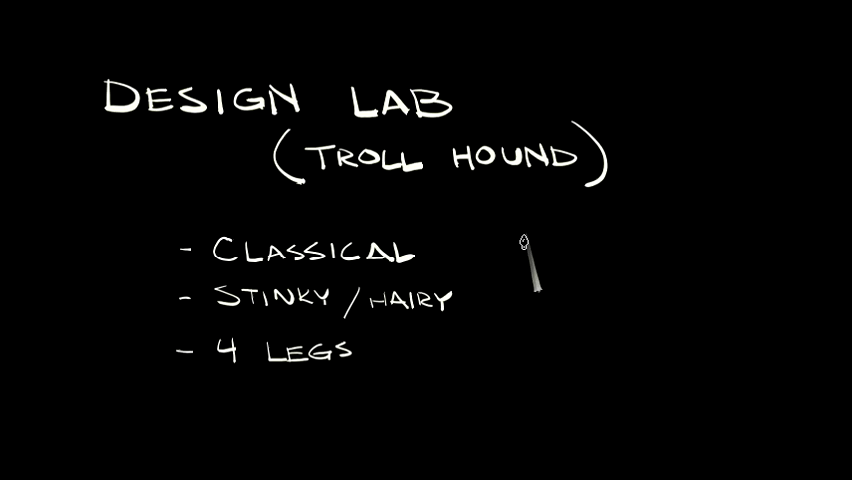 DESIGN LAB
(TROLL HOUND)
- CLASSICAL
- STINKY / HAIRY
- 4 LEGS